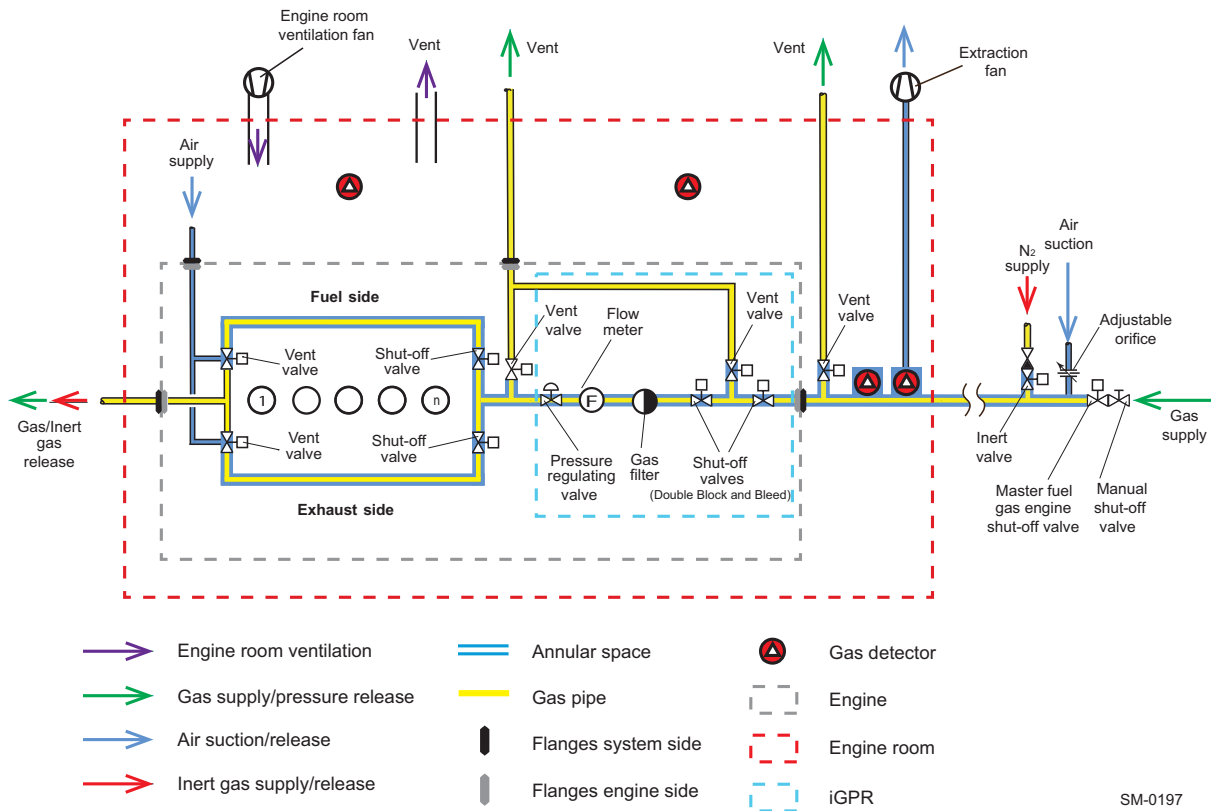 Engine room
ventilation fan
Vent
Vent
Vent
Extraction
fan
Air
supply
Air
suction
N2
supply
Adjustable
orifice
Fuel side
Vent
valve
Flow
meter
Vent
valve
Vent
valve
Vent
valve
Shut-off
valve
1
n
F
Gas/Inert
gas
release
Vent
valve
Shut-off
valve
Pressure
regulating
valve
Gas
filter
Shut-off
valves
(Double Block and Bleed)
Inert
valve
Gas
supply
Master fuel
gas engine
shut-off valve
Manual
shut-off
valve
Exhaust side
Engine room ventilation
Annular space
Gas detector
Gas supply/pressure release
Gas pipe
Engine
Air suction/release
Flanges system side
Engine room
Inert gas supply/release
Flanges engine side
iGPR
SM-0197